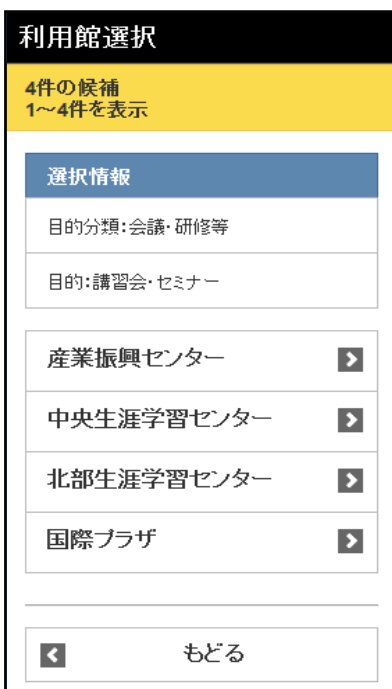 利用館選択
4件の候補
1～4件を表示
選択情報
目的分類:会議・研修等
目的:講習会・セミナー
産業振興センター
中央生涯学習センター
北部生涯学習センター
国際プラザ
もどる